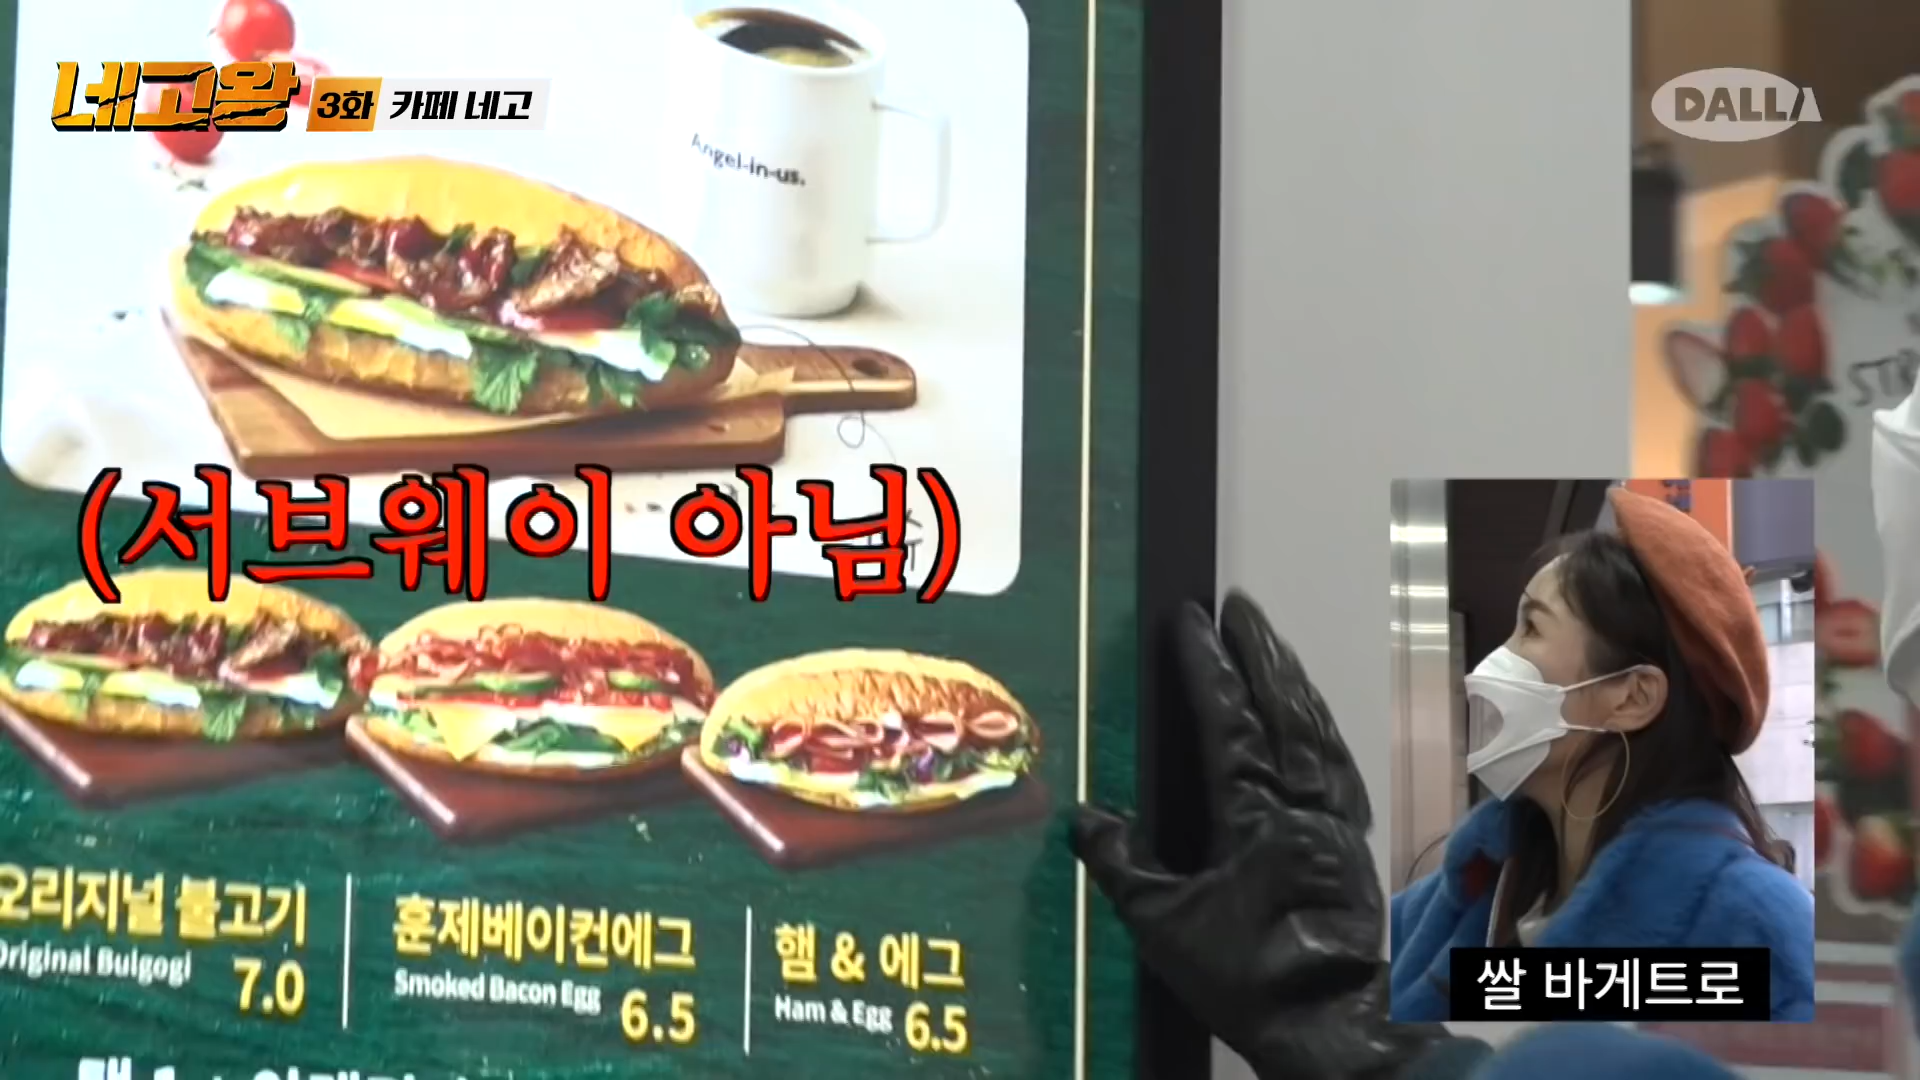 네고왕 3화 카페 네고
DALLA
Angel-in-us.
(서브웨이 아님)
오리지널 불고기
Original Bulgogi
7.0
훈제베이컨에그
Smoked Bacon Egg
6.5
햄 & 에그
Ham & Egg
6.5
쌀 바게트로